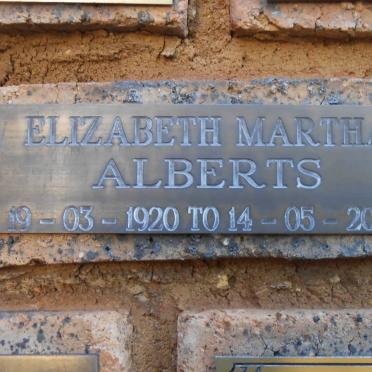 ELIZABETH MARTHA
ALBERTS
19 - 03 - 1920 TO 14 - 05 - 20